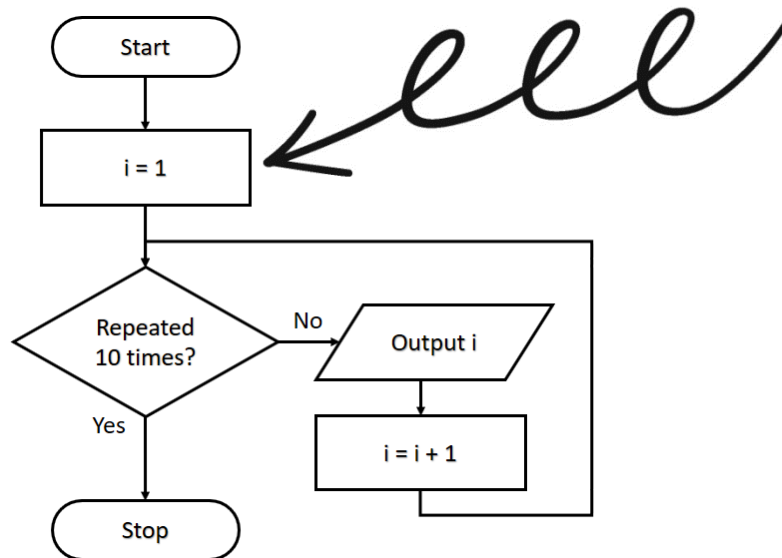 Start
i = 1
Repeated
10 times?
No
Output i
Yes
i = i + 1
Stop